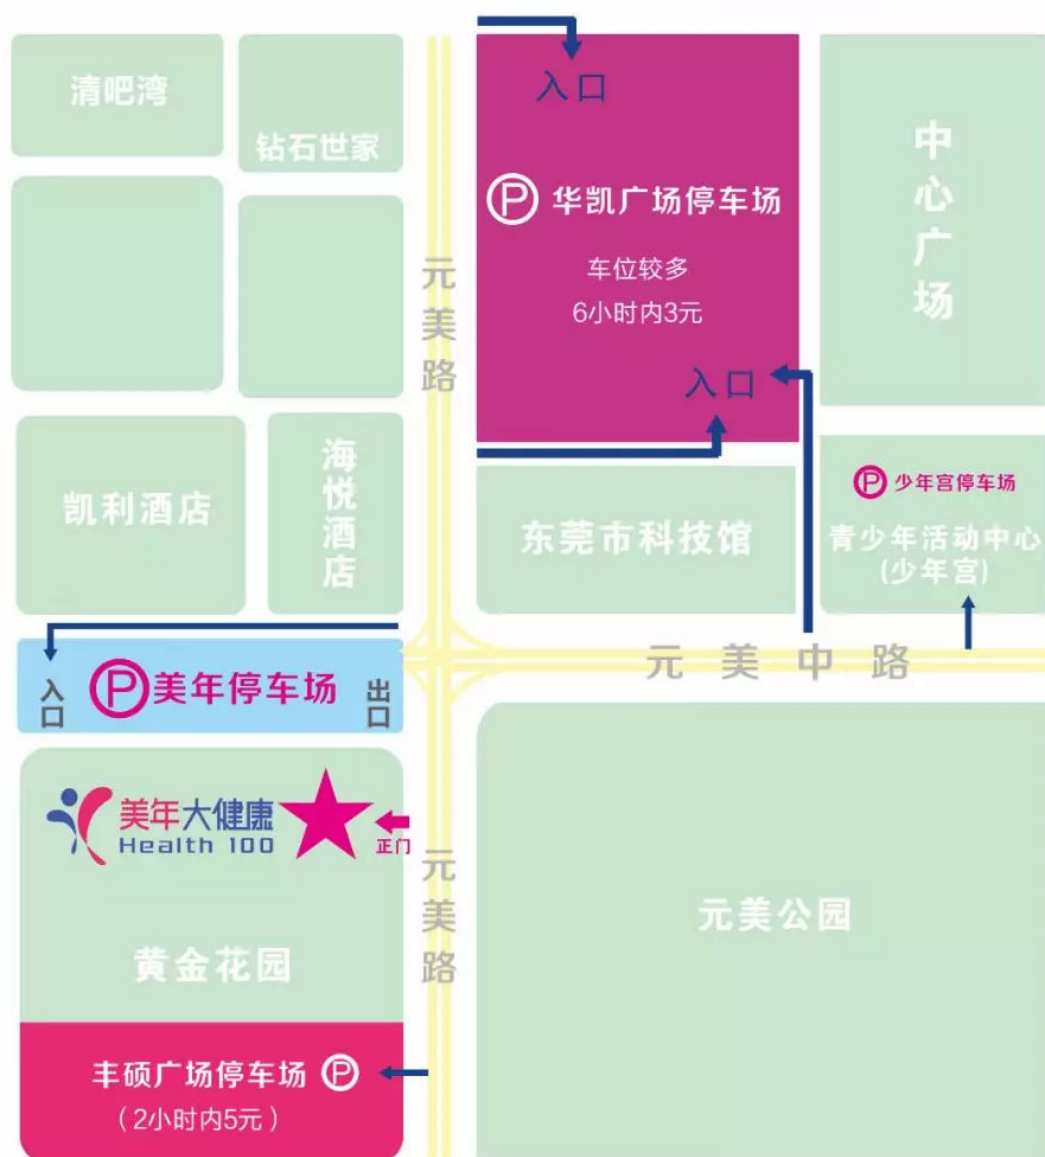 入口
清吧湾
钻石世家
中心广场
P 华凯广场停车场
车位较多
6小时内3元
元美路
入口
凯利酒店
海悦酒店
东莞市科技馆
P 少年宫停车场
青少年活动中心
(少年宫)
元美中路
入口
P 美年停车场
出口
美年大健康
Health 100
正门
元美路
元美公园
黄金花园
丰硕广场停车场 P
（2小时内5元）